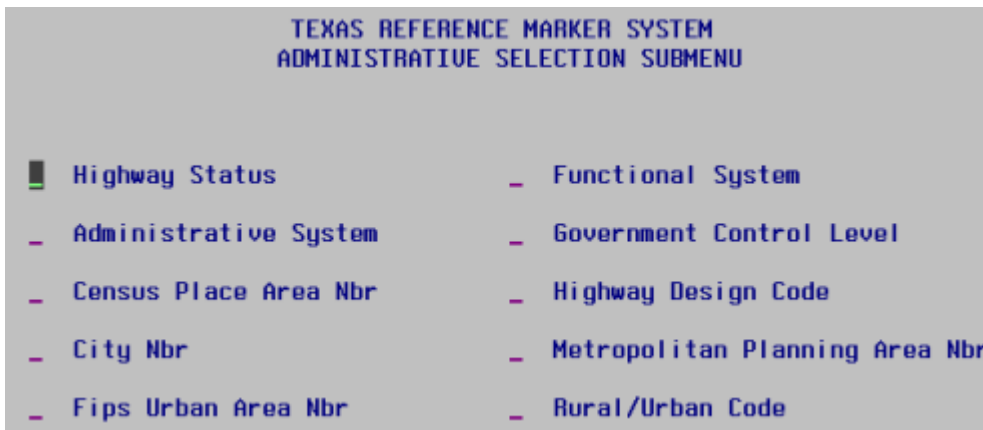 TEXAS REFERENCE MARKER SYSTEM
ADMINISTRATIVE SELECTION SUBMENU
_ Highway Status _ Functional System
_ Administrative System _ Government Control Level
_ Census Place Area Nbr _ Highway Design Code
_ City Nbr _ Metropolitan Planning Area Nbr
_ Fips Urban Area Nbr _ Rural/Urban Code